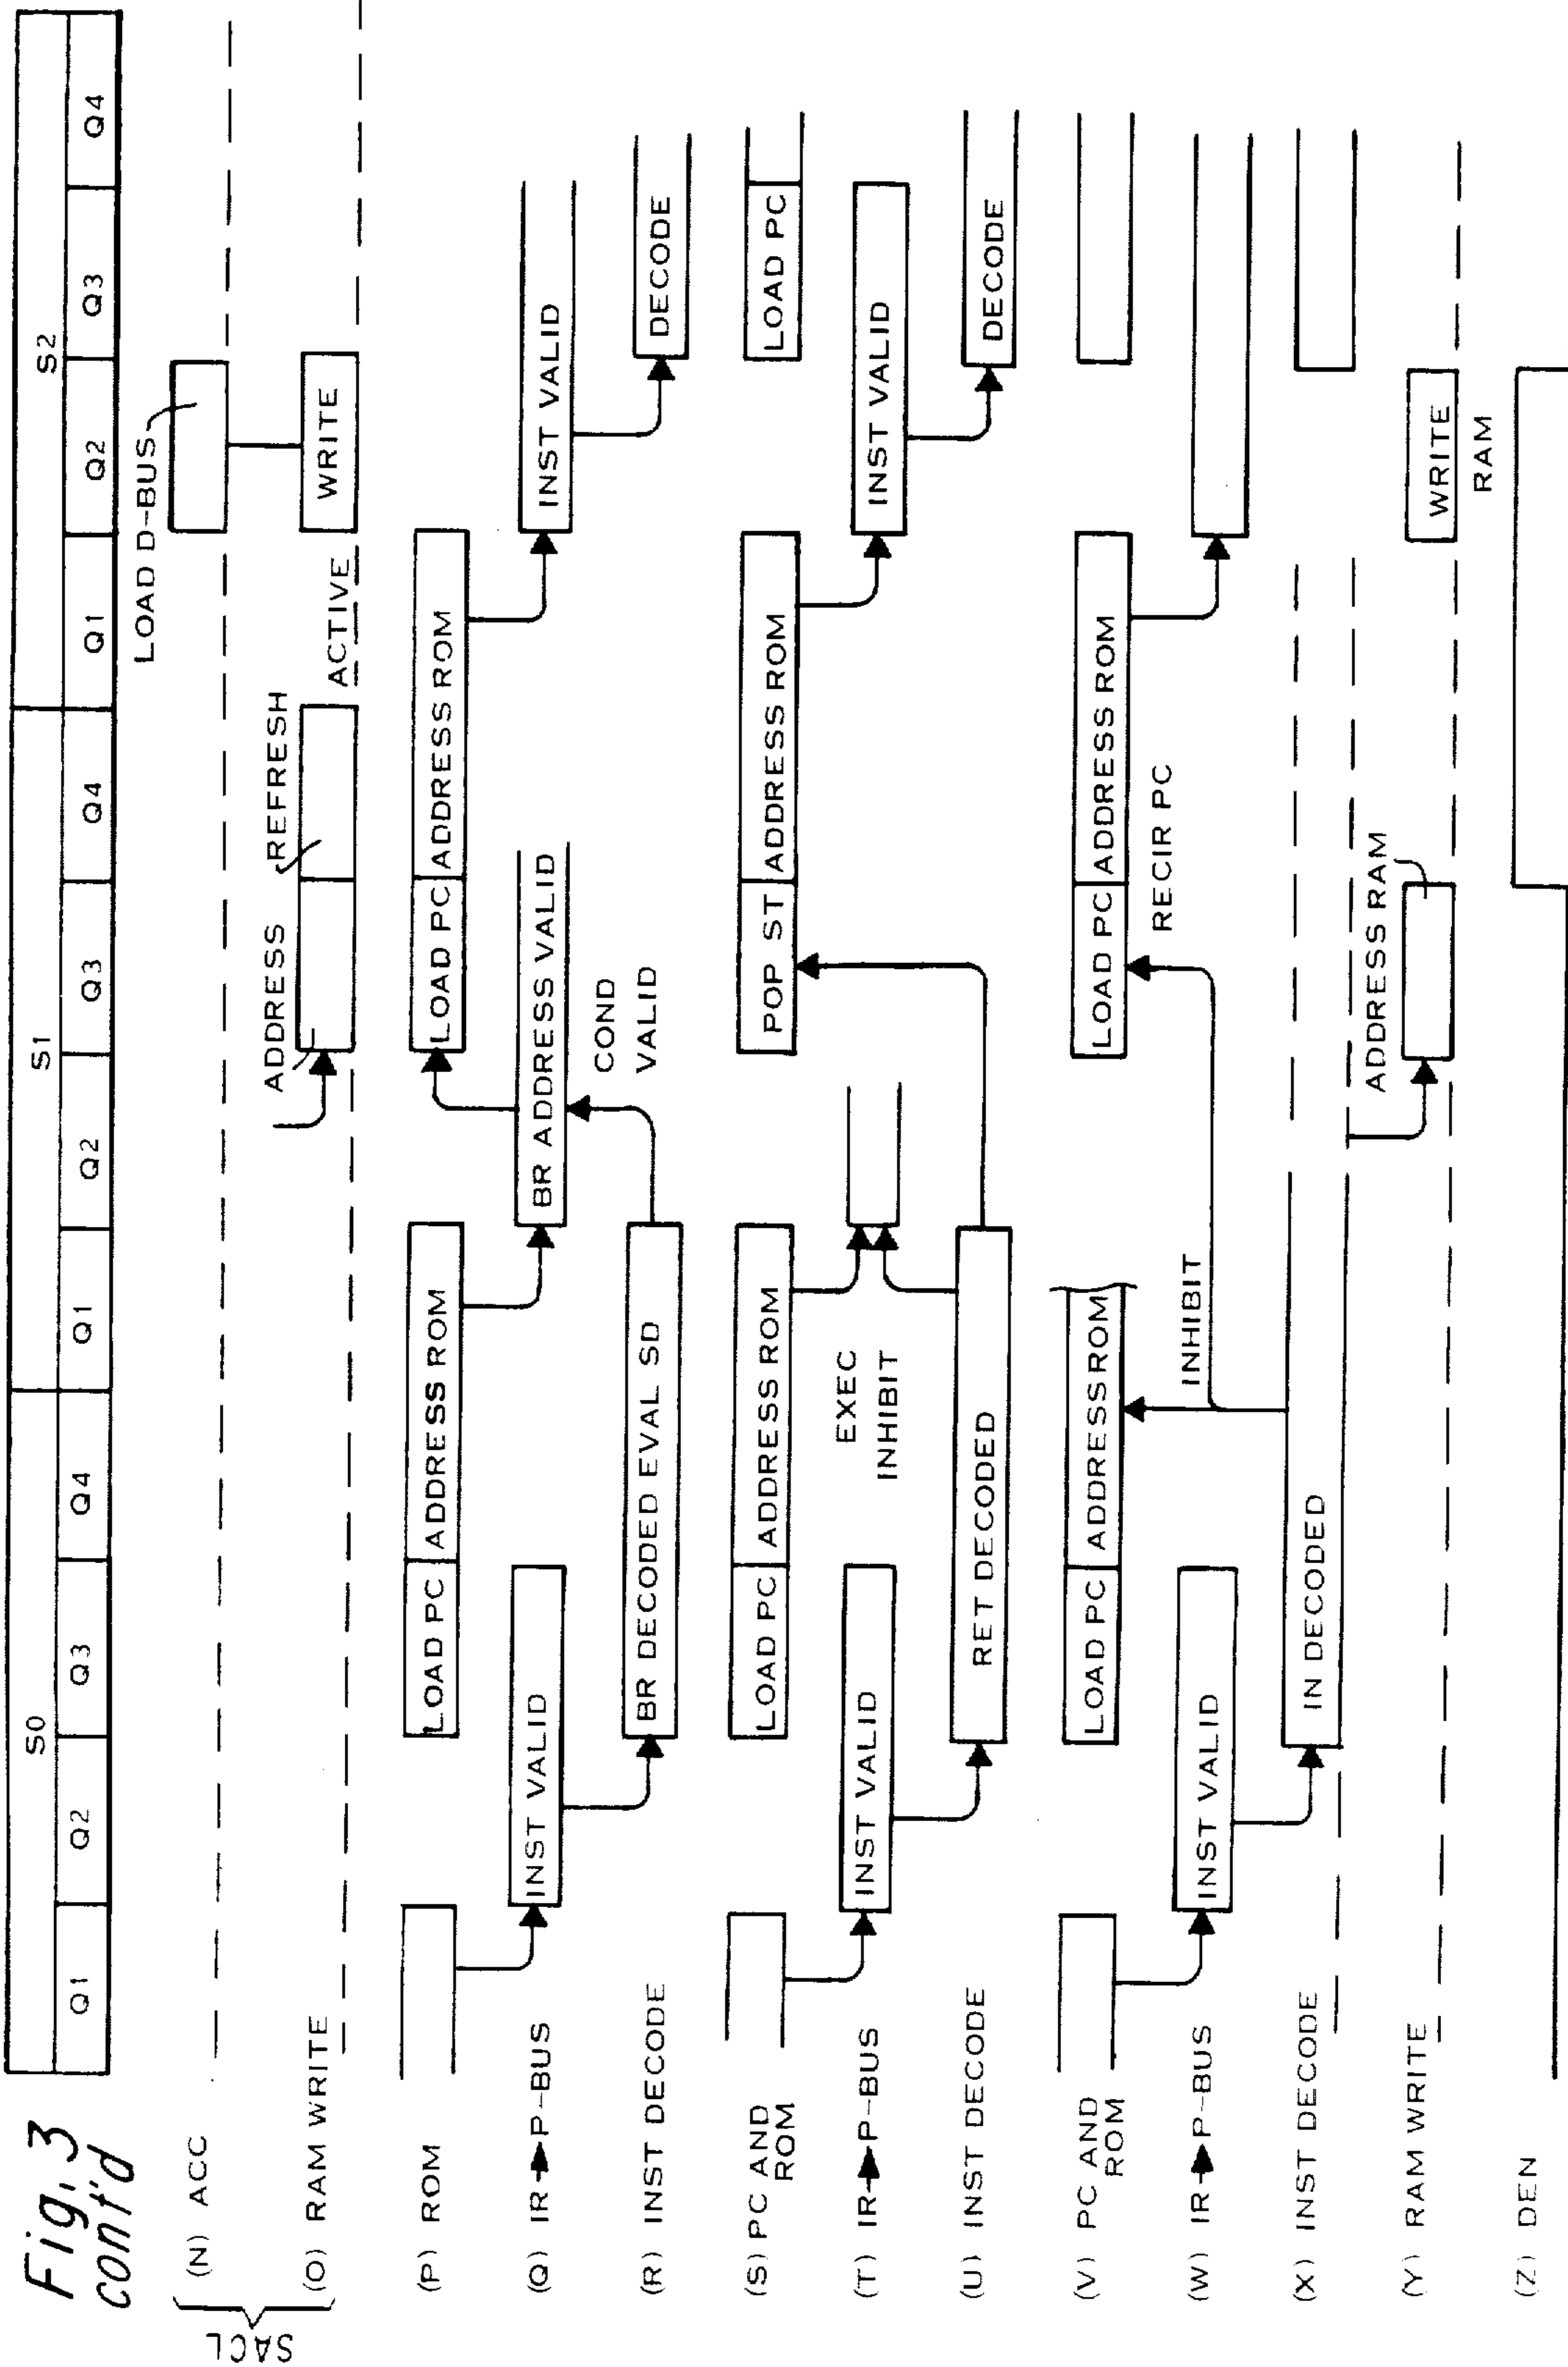 Fig. 3
cont'd
S0 S1 S2
Q1 Q2 Q3 Q4 Q1 Q2 Q3 Q4 Q1 Q2 Q3 Q4
SACL
(N) ACC
LOAD D-BUS
(O) RAM WRITE
ADDRESS
REFRESH
ACTIVE
WRITE
(P) ROM
LOAD PC ADDRESS ROM LOAD PC ADDRESS ROM
(Q) IR→P-BUS
INST VALID BR ADDRESS VALID INST VALID
COND
VALID
(R) INST DECODE
BR DECODED EVAL SD DECODE
(S) PC AND
ROM
LOAD PC ADDRESS ROM POP ST ADDRESS ROM LOAD PC
(T) IR→P-BUS
INST VALID
EXEC
INHIBIT
INST VALID
(U) INST DECODE
RET DECODED DECODE
(V) PC AND
ROM
LOAD PC ADDRESS ROM LOAD PC ADDRESS ROM
RECIR PC
(W) IR→P-BUS
INST VALID
INHIBIT
(X) INST DECODE
IN DECODED
(Y) RAM WRITE
ADDRESS RAM
WRITE
RAM
(Z) DEN